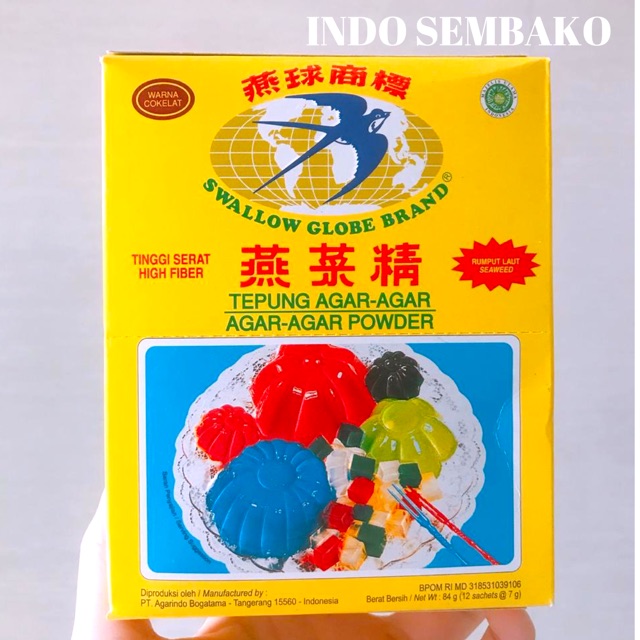 INDO SEMBAKO
WARNA
COKELAT
燕球商標
SWALLOW GLOBE BRAND®
TINGGI SERAT
HIGH FIBER
燕菜精
RUMPUT LAUT
SEAWEED
TEPUNG AGAR-AGAR
AGAR-AGAR POWDER
Diproduksi oleh / Manufactured by :
PT. Agarindo Bogatama - Tangerang 15560 - Indonesia
BPOM RI MD 318531039106
Berat Bersih / Net Wt : 84 g (12 sachets @ 7 g)